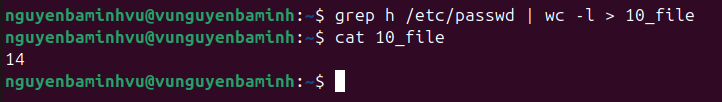 nguyenbaminhvu@vunguyenbaminh:~$ grep h /etc/passwd | wc -l > 10_file
nguyenbaminhvu@vunguyenbaminh:~$ cat 10_file
14
nguyenbaminhvu@vunguyenbaminh:~$